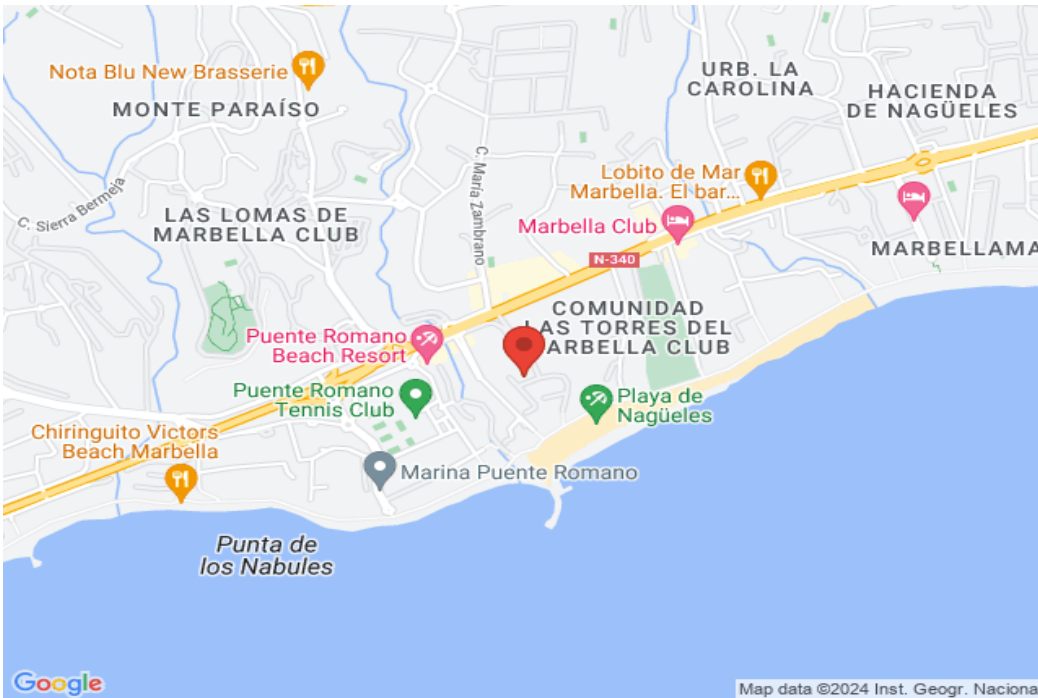 Nota Blu New Brasserie
MONTE PARAÍSO
URB. LA
CAROLINA
HACIENDA
DE NAGÜELES
C. María Zambrano
C. Sierra Bermeja
Lobito de Mar
Marbella. El bar...
LAS LOMAS DE
MARBELLA CLUB
Marbella Club
MARBELLAMA
N-340
COMUNIDAD
LAS TORRES DEL
ARBELLA CLUB
Puente Romano
Beach Resort
Puente Romano
Tennis Club
Playa de
Nagüeles
Chiringuito Victors
Beach Marbella
Marina Puente Romano
Punta de
los Nabules
Google
Map data ©2024 Inst. Geogr. Naciona